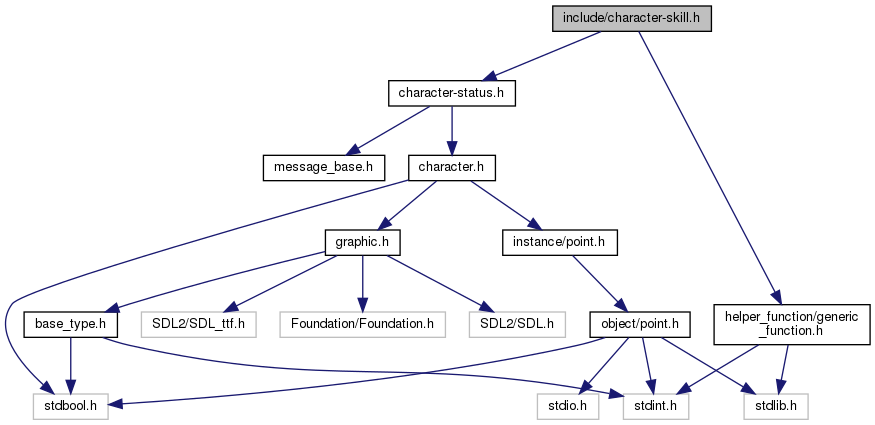 include/character-skill.h
character-status.h
message_base.h
character.h
graphic.h
instance/point.h
base_type.h
SDL2/SDL_ttf.h
Foundation/Foundation.h
SDL2/SDL.h
object/point.h
helper_function/generic
_function.h
stdbool.h
stdio.h
stdint.h
stdlib.h